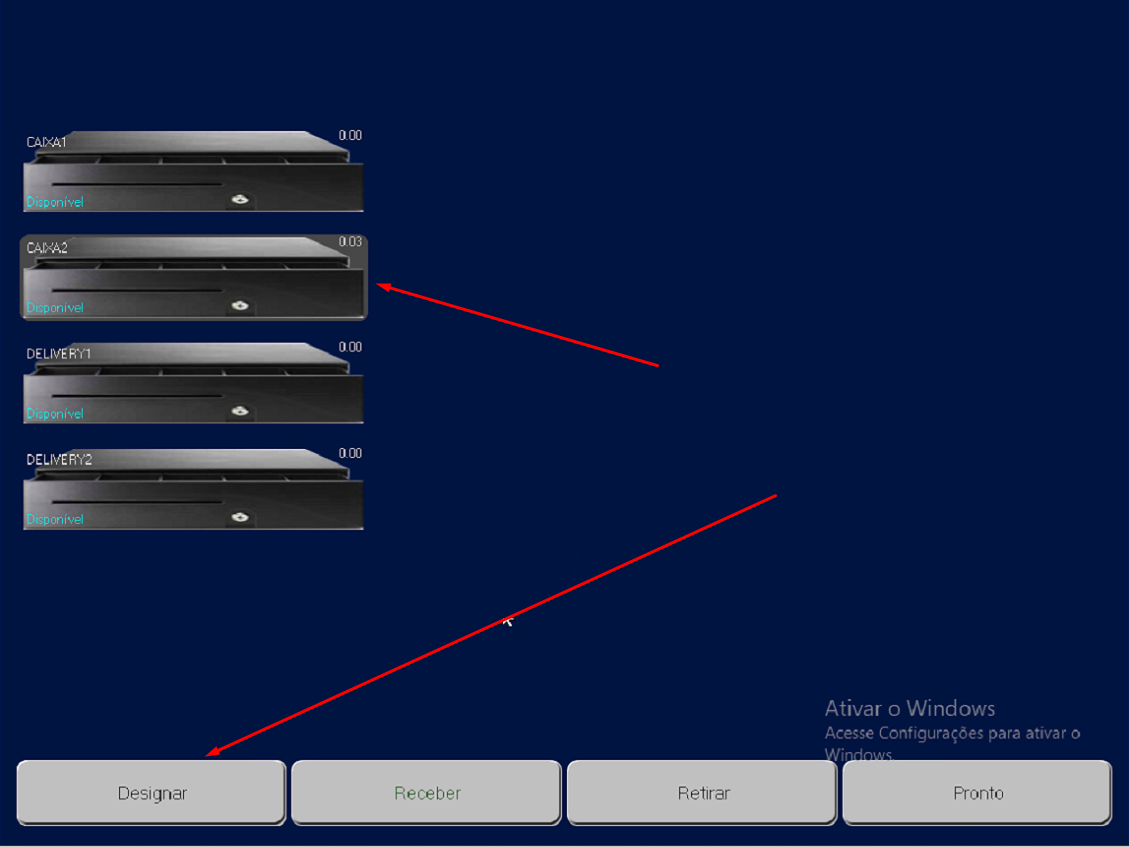 CAIXA1
0.00
Disponível
CAIXA2
0.03
Disponível
DELIVERY1
0.00
Disponível
DELIVERY2
0.00
Disponível
Ativar o Windows
Acesse Configurações para ativar o
Windows.
Designar
Receber
Retirar
Pronto